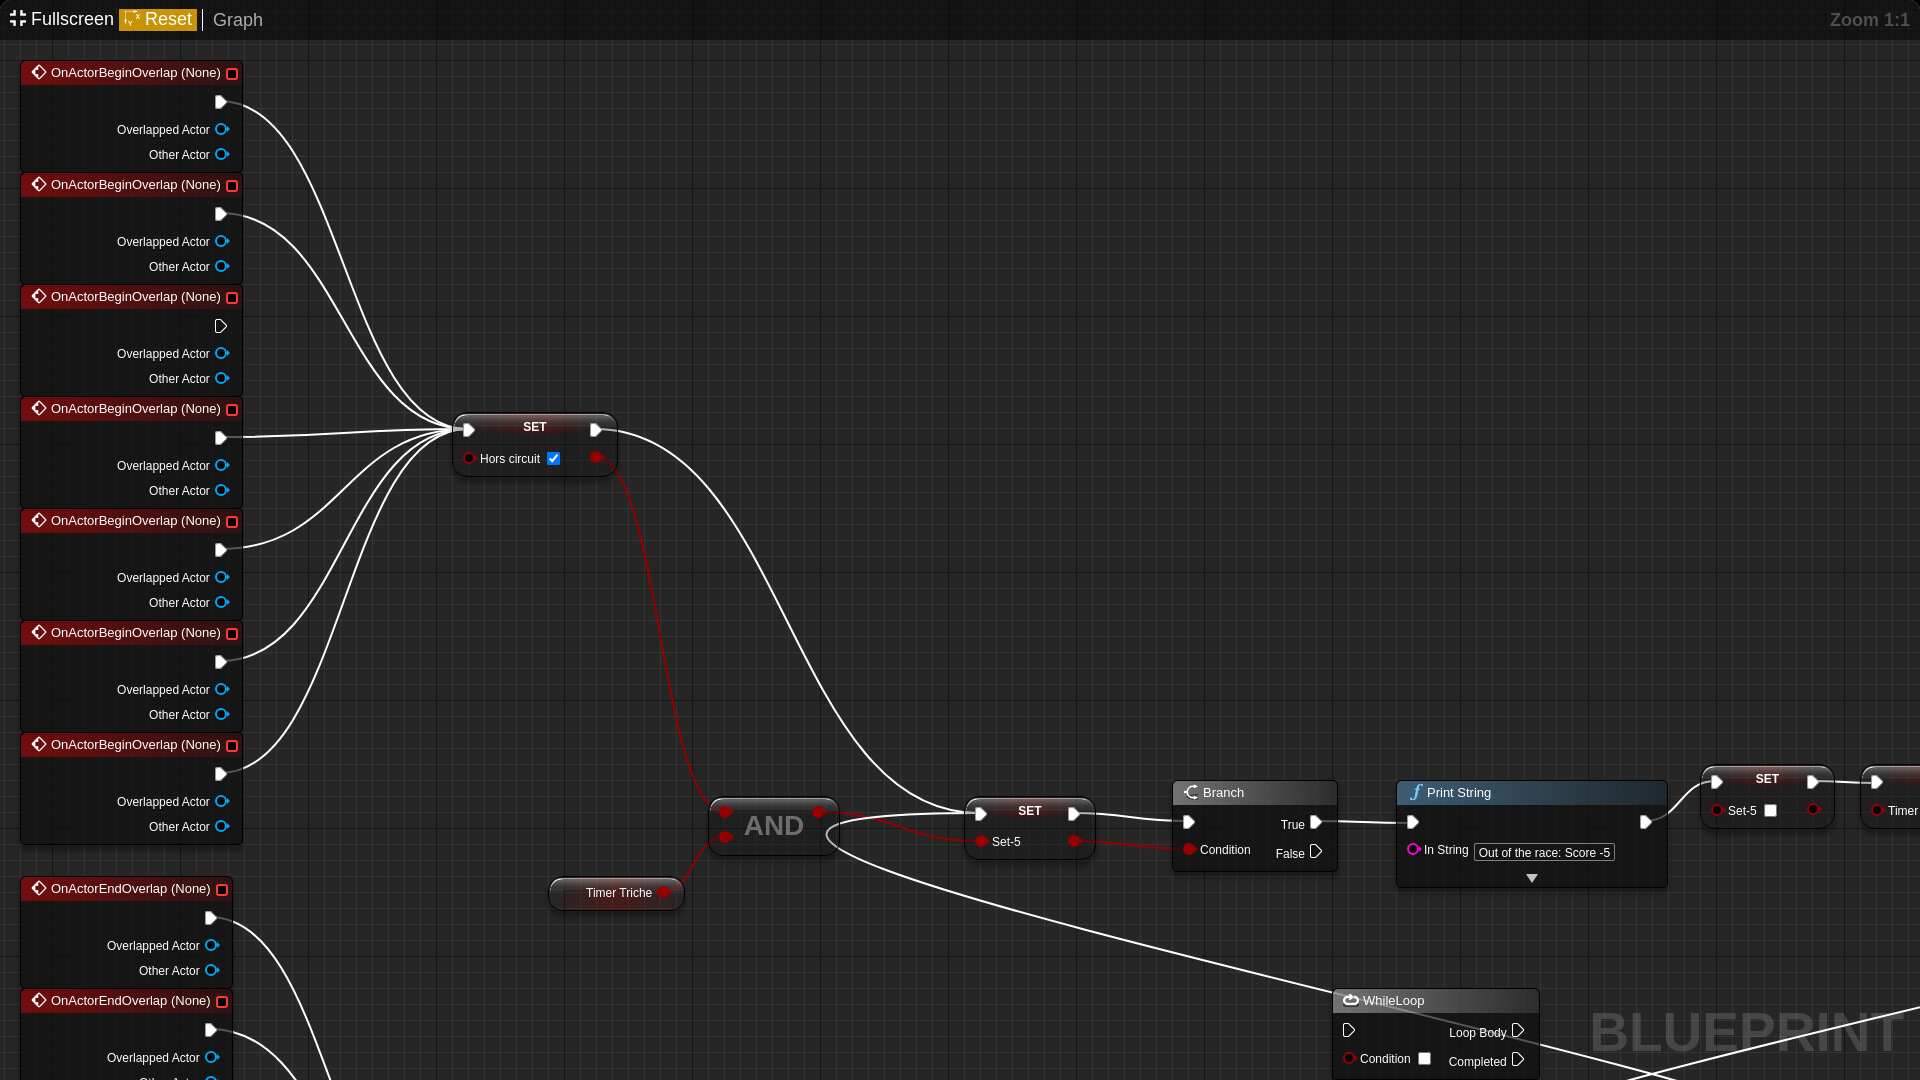 Fullscreen Reset Graph Zoom 1:1
OnActorBeginOverlap (None)
Overlapped Actor
Other Actor
OnActorBeginOverlap (None)
Overlapped Actor
Other Actor
OnActorBeginOverlap (None)
Overlapped Actor
Other Actor
OnActorBeginOverlap (None)
Overlapped Actor
Other Actor
OnActorBeginOverlap (None)
Overlapped Actor
Other Actor
OnActorBeginOverlap (None)
Overlapped Actor
Other Actor
OnActorBeginOverlap (None)
Overlapped Actor
Other Actor
OnActorEndOverlap (None)
Overlapped Actor
Other Actor
OnActorEndOverlap (None)
Overlapped Actor
Other Actor
SET
Hors circuit
AND
Timer Triche
SET
Set-5
Branch
True
Condition
False
Print String
In String Out of the race: Score -5
SET
Set-5
Timer
WhileLoop
Loop Body
Condition
Completed
BLUEPRINT